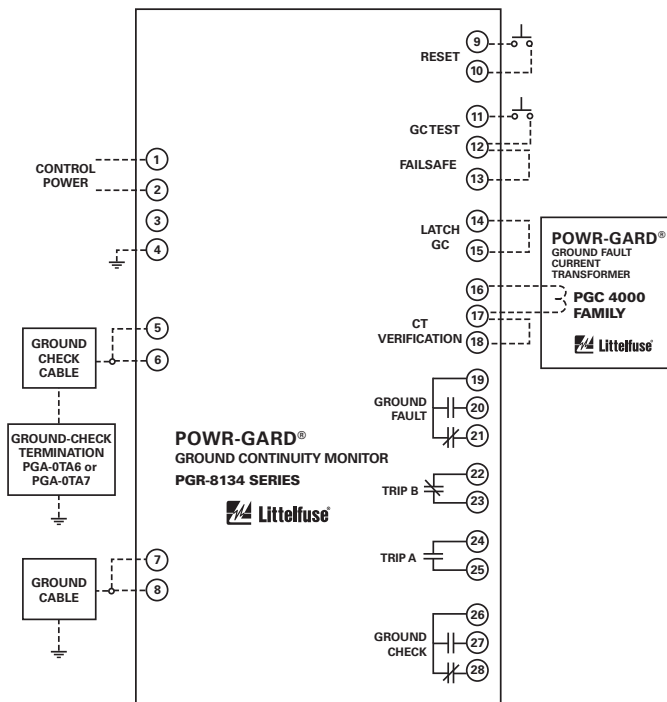 RESET
9
10
GC TEST
11
12
FAILSAFE
13
CONTROL
POWER
1
2
3
4
LATCH
GC
14
15
16
17
CT
VERIFICATION
18
POWR-GARD®
GROUND FAULT
CURRENT
TRANSFORMER
PGC 4000
FAMILY
Littelfuse®
GROUND
CHECK
CABLE
5
6
GROUND-CHECK
TERMINATION
PGA-0TA6 or
PGA-0TA7
GROUND
FAULT
19
20
21
POWR-GARD®
GROUND CONTINUITY MONITOR
PGR-8134 SERIES
Littelfuse®
TRIP B
22
23
TRIP A
24
25
GROUND
CABLE
7
8
GROUND
CHECK
26
27
28